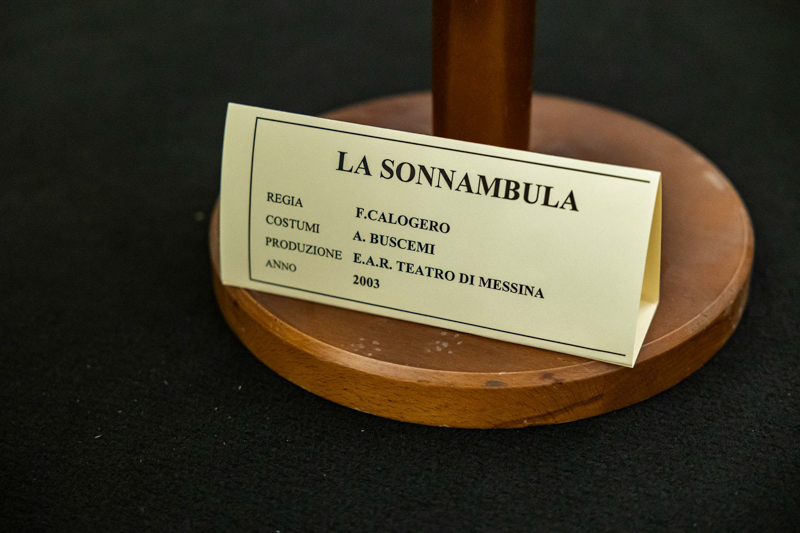 LA SONNAMBULA
REGIA F.CALOGERO
COSTUMI A. BUSCEMI
PRODUZIONE E.A.R. TEATRO DI MESSINA
ANNO 2003